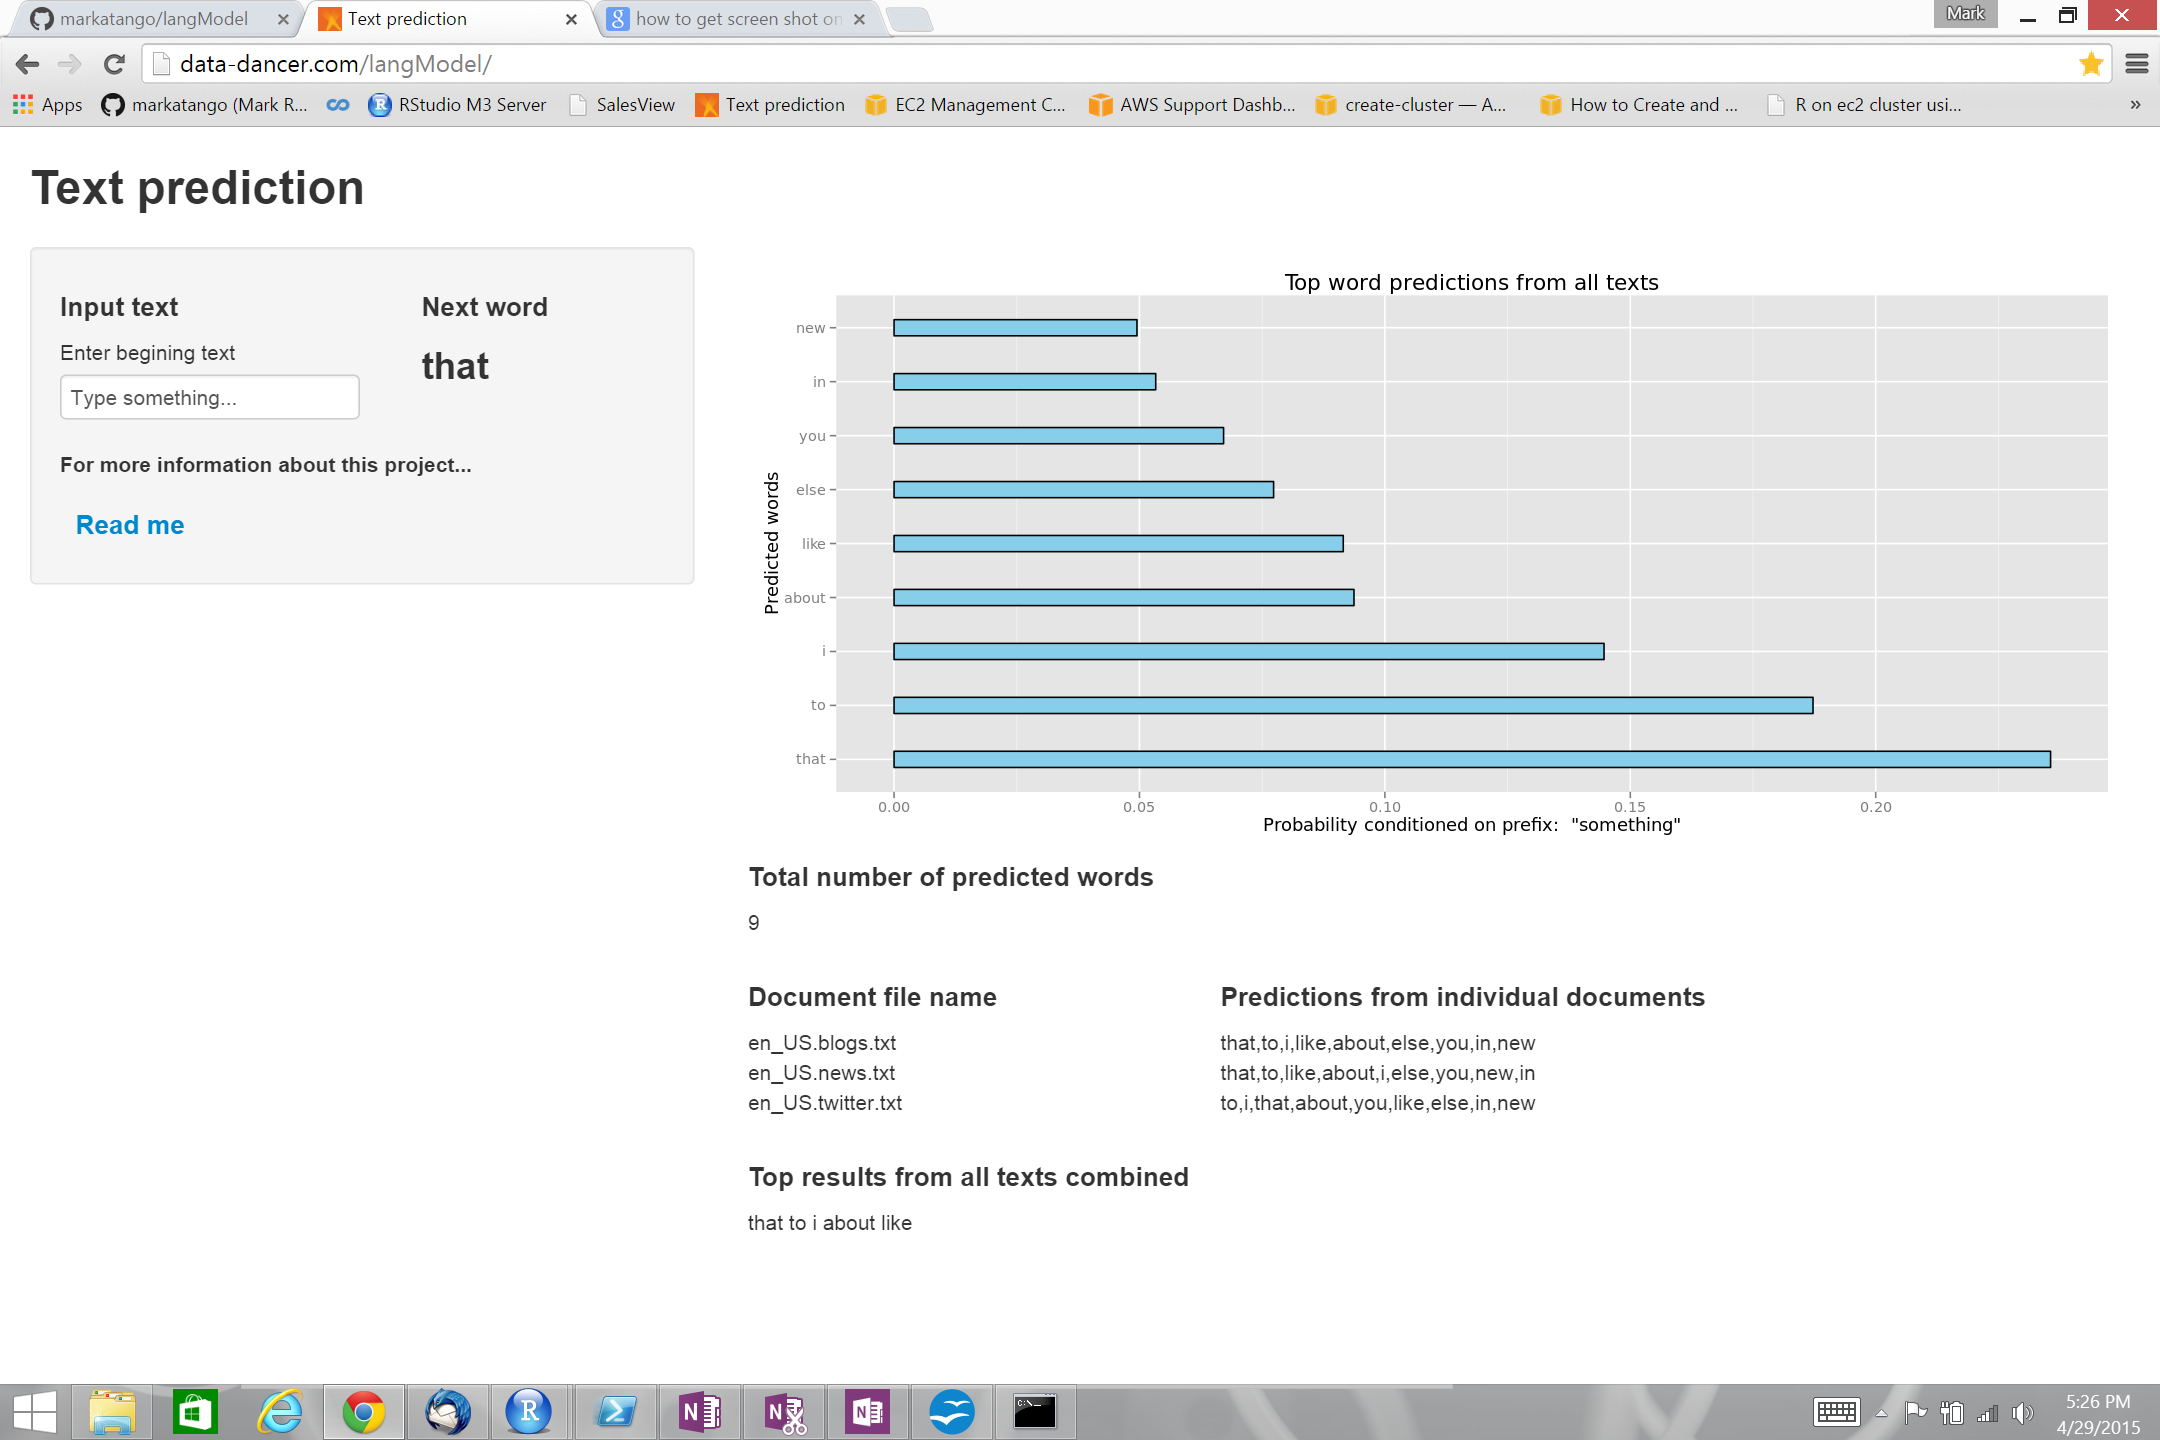 markatango/langModel
Text prediction
how to get screen shot on
Mark
data-dancer.com/langModel/
Apps
markatango (Mark R...
RStudio M3 Server
SalesView
Text prediction
EC2 Management C...
AWS Support Dashb...
create-cluster — A...
How to Create and ...
R on ec2 cluster usi...
»
Text prediction
Input text
Next word
Enter begining text
that
Type something...
For more information about this project...
Read me
Top word predictions from all texts
Predicted words
new
in
you
else
like
about
i
to
that
0.00 0.05 0.10 0.15 0.20
Probability conditioned on prefix: "something"
Total number of predicted words
9
Document file name
en_US.blogs.txt
en_US.news.txt
en_US.twitter.txt
Predictions from individual documents
that,to,i,like,about,else,you,in,new
that,to,like,about,i,else,you,new,in
to,i,that,about,you,like,else,in,new
Top results from all texts combined
that to i about like
R
N
N
N
C:\._
5:26 PM
4/29/2015